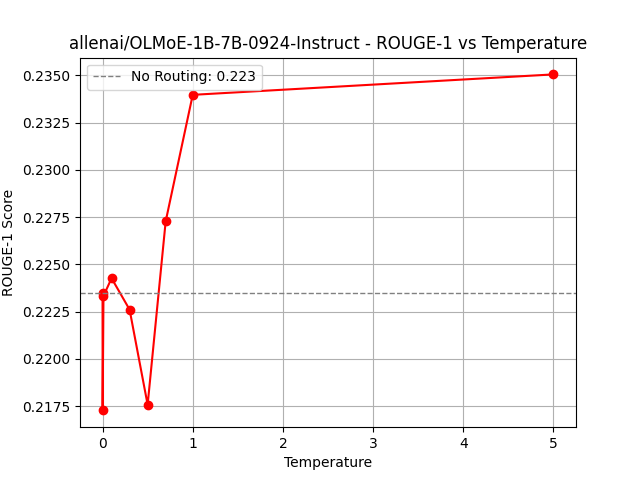 allenai/OLMoE-1B-7B-0924-Instruct - ROUGE-1 vs Temperature
No Routing: 0.223
0.2350
0.2325
0.2300
0.2275
0.2250
0.2225
0.2200
0.2175
ROUGE-1 Score
0 1 2 3 4 5
Temperature